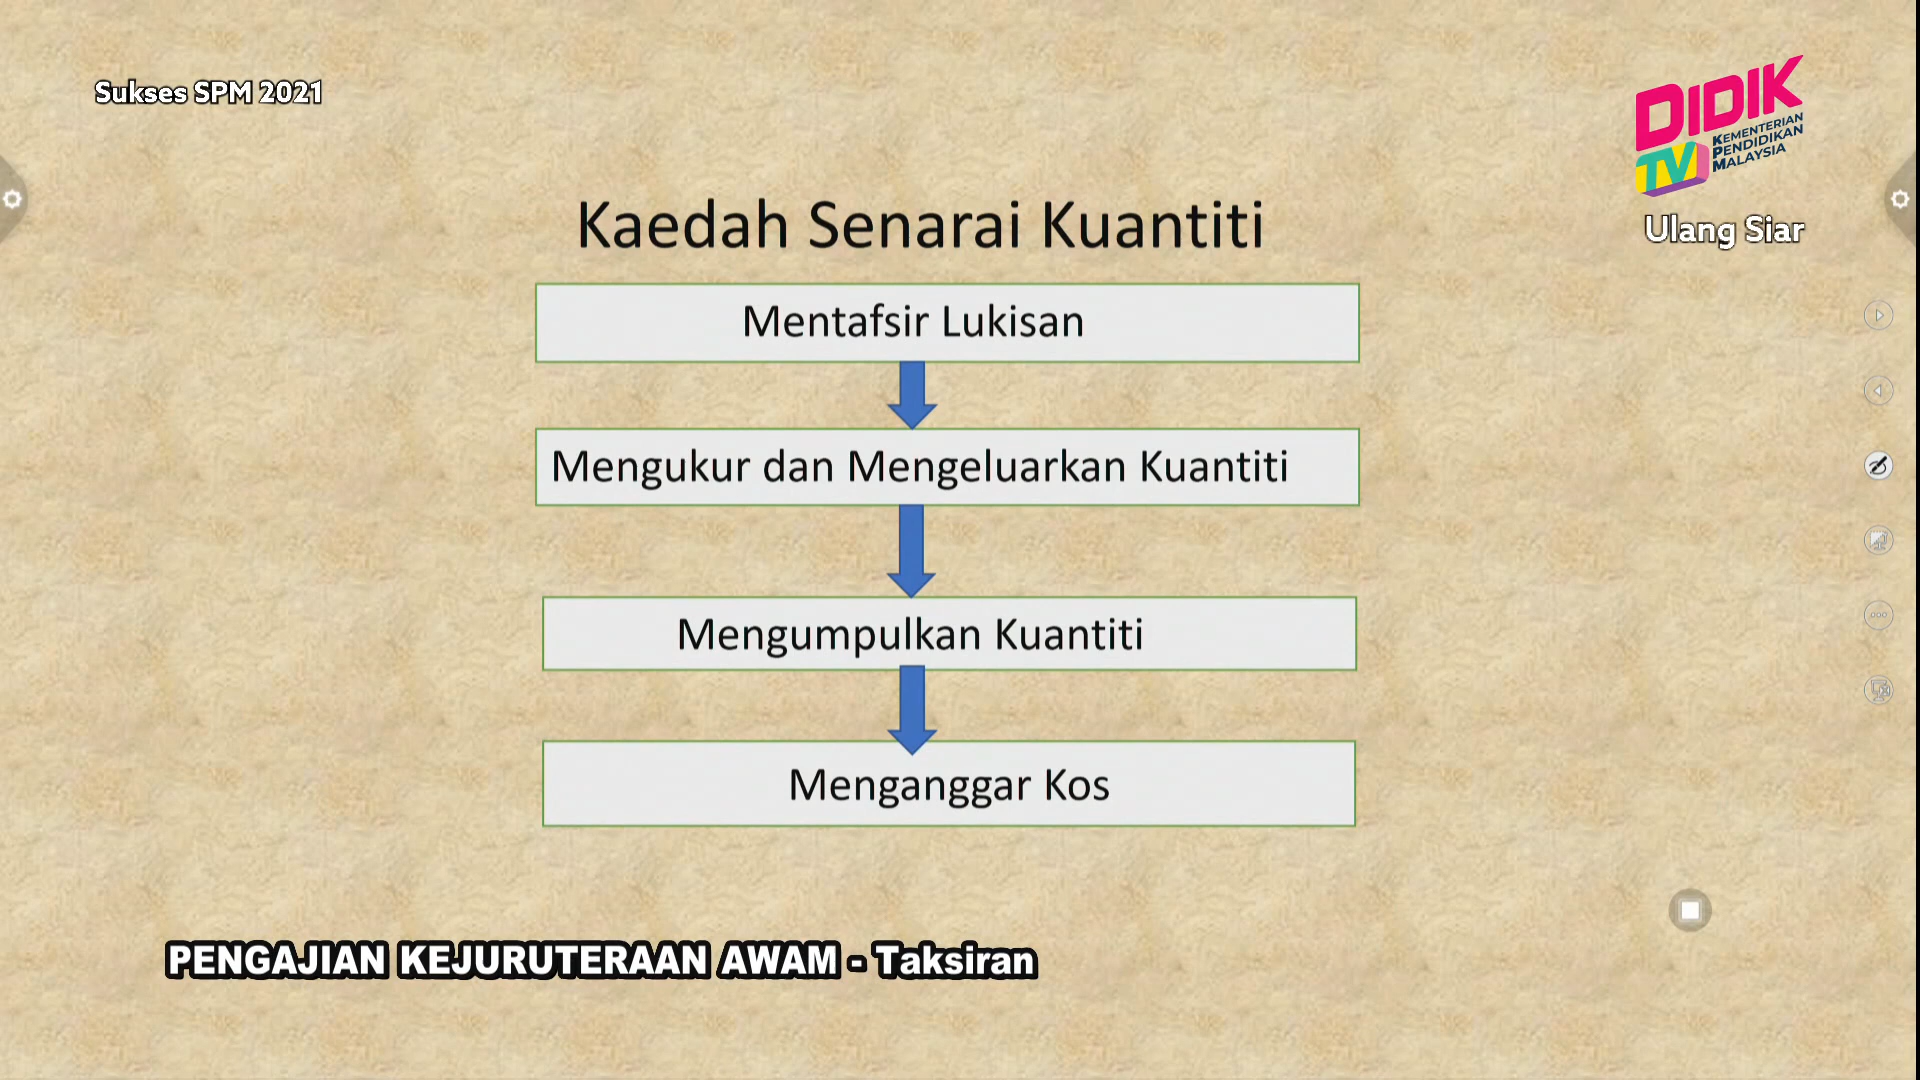 Sukses SPM 2021
DIDIK
TV
KEMENTERIAN
PENDIDIKAN
MALAYSIA
Ulang Siar
Kaedah Senarai Kuantiti
Mentafsir Lukisan
Mengukur dan Mengeluarkan Kuantiti
Mengumpulkan Kuantiti
Menganggar Kos
PENGAJIAN KEJURUTERAAN AWAM - Taksiran